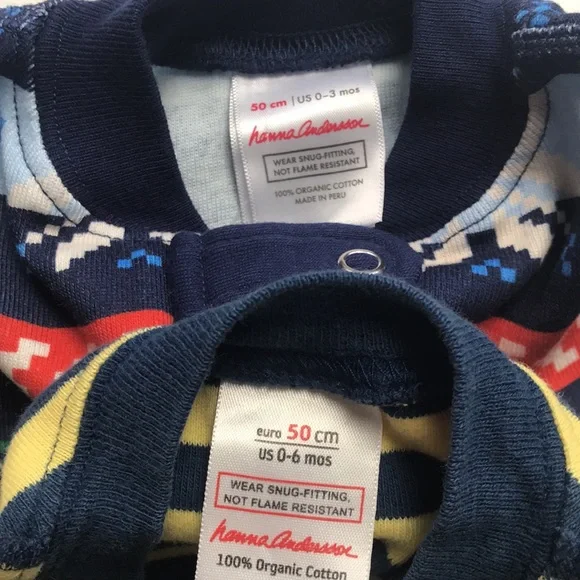 50 cm | US 0-3 mos
hanna andersson
WEAR SNUG-FITTING,
NOT FLAME RESISTANT
100% ORGANIC COTTON
MADE IN PERU
euro 50 cm
US 0-6 mos
WEAR SNUG-FITTING,
NOT FLAME RESISTANT
hanna andersson
100% Organic Cotton